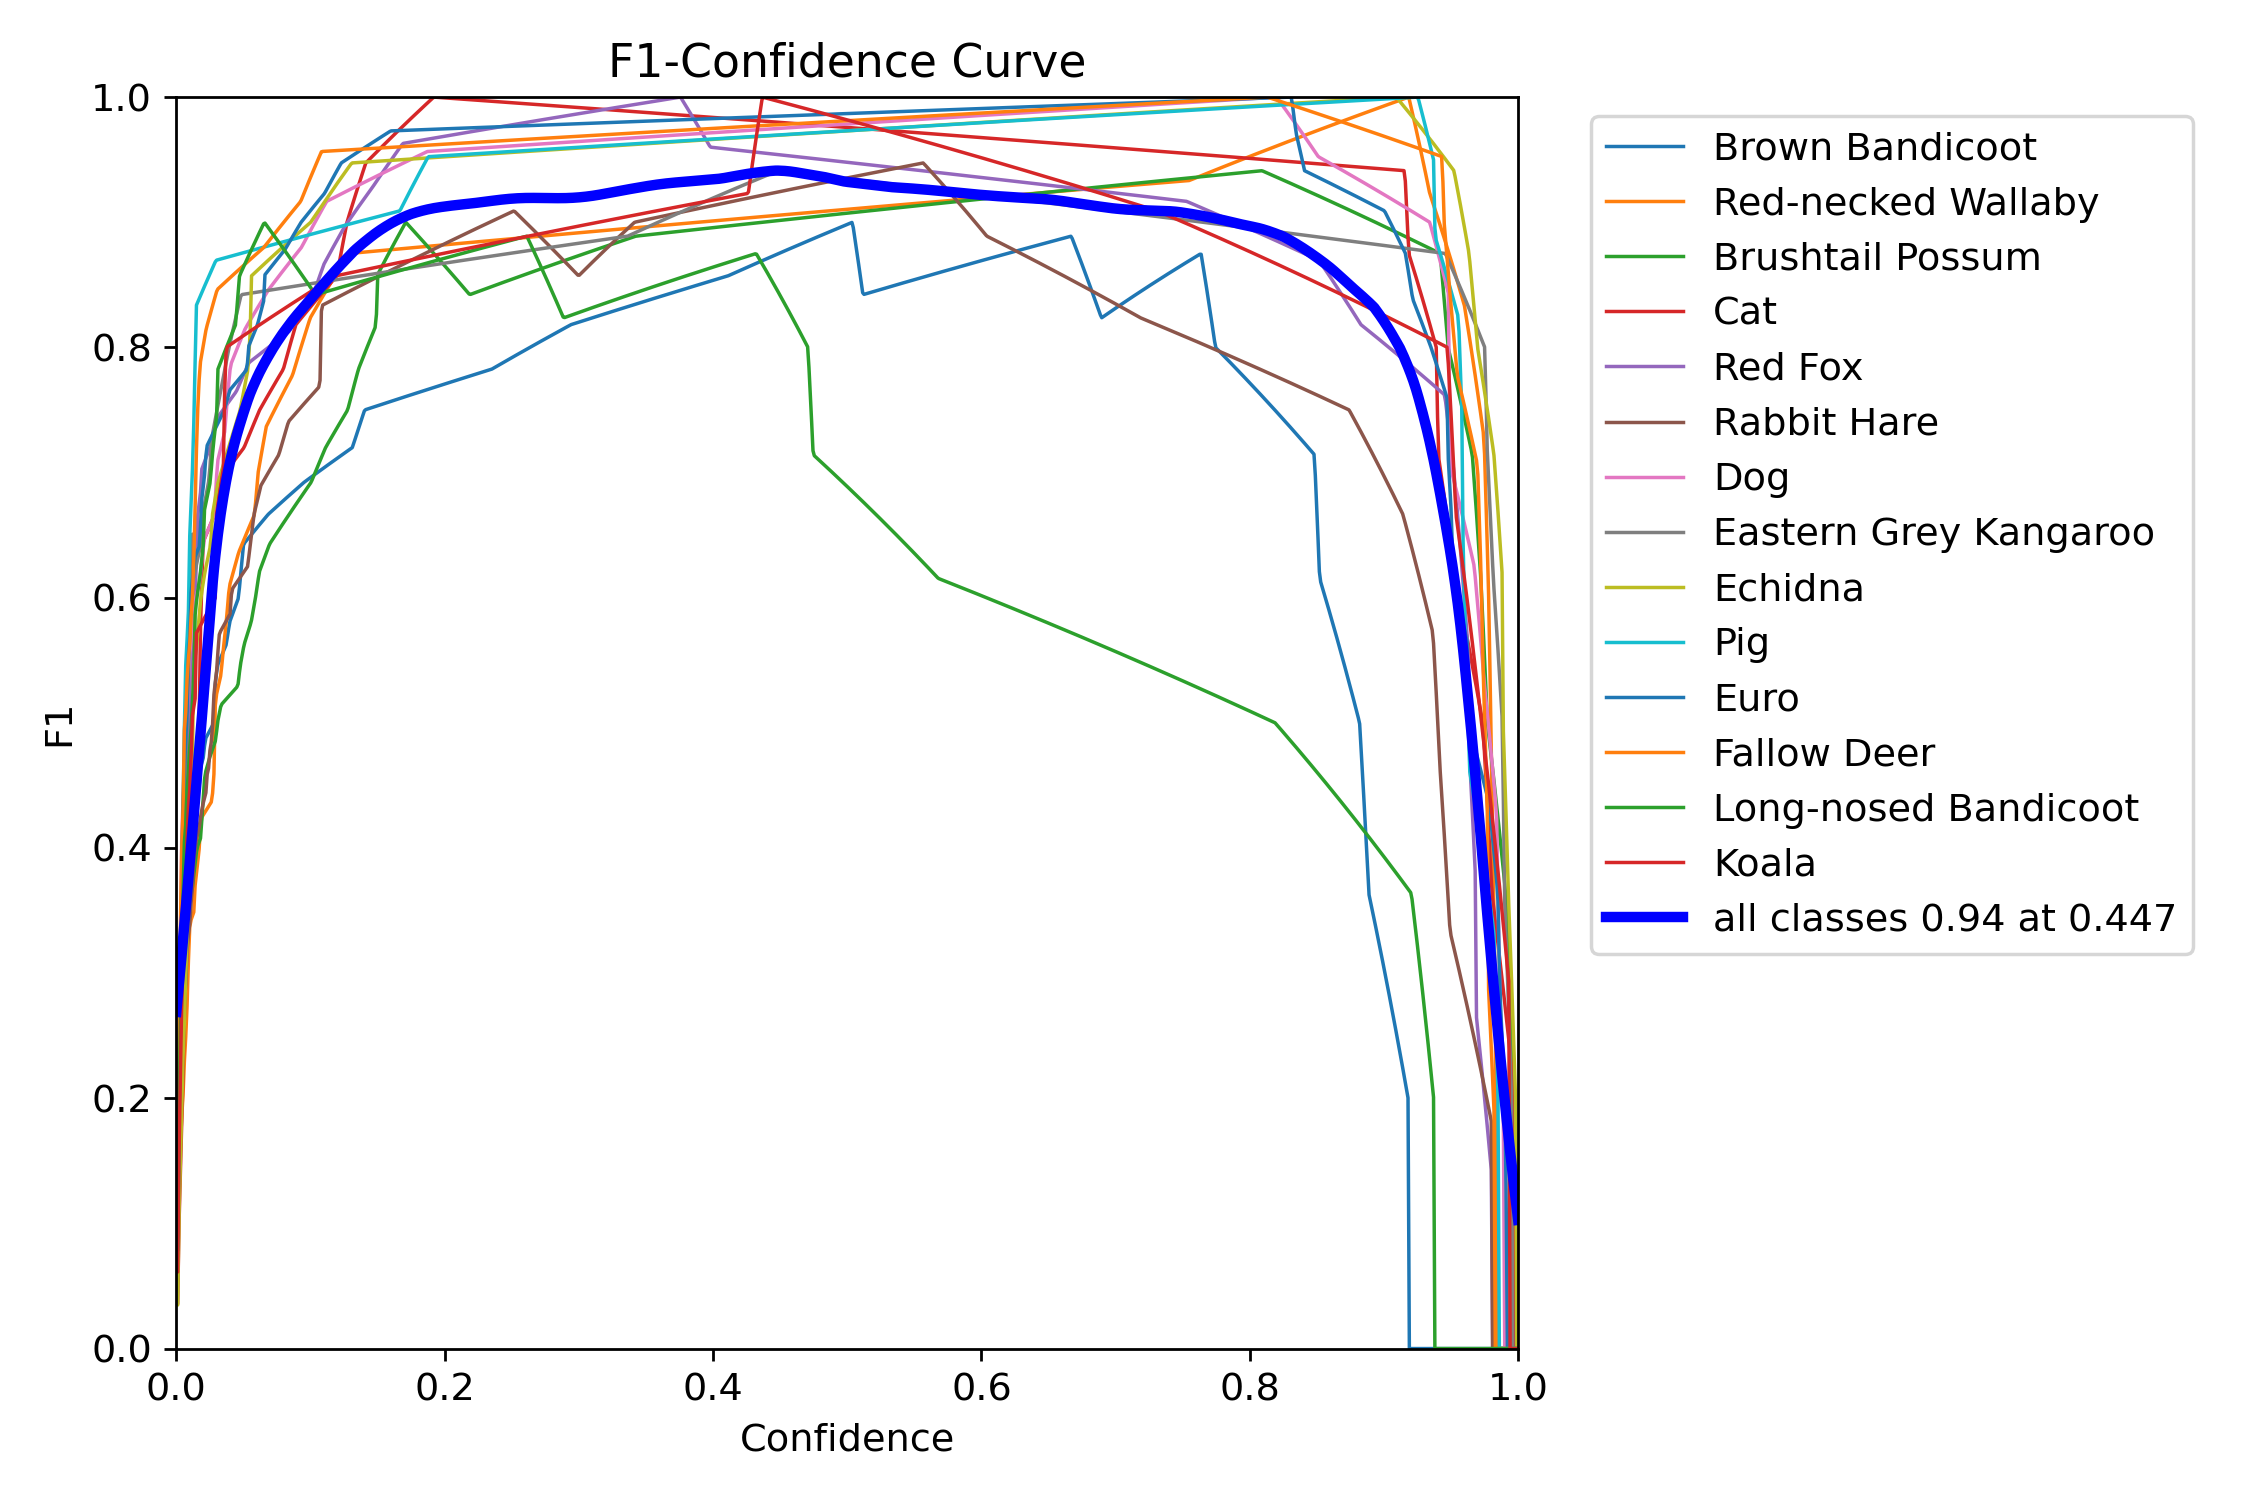 F1-Confidence Curve
1.0
0.8
0.6
0.4
0.2
0.0
F1
0.0 0.2 0.4 0.6 0.8 1.0
Confidence
Brown Bandicoot
Red-necked Wallaby
Brushtail Possum
Cat
Red Fox
Rabbit Hare
Dog
Eastern Grey Kangaroo
Echidna
Pig
Euro
Fallow Deer
Long-nosed Bandicoot
Koala
all classes 0.94 at 0.447